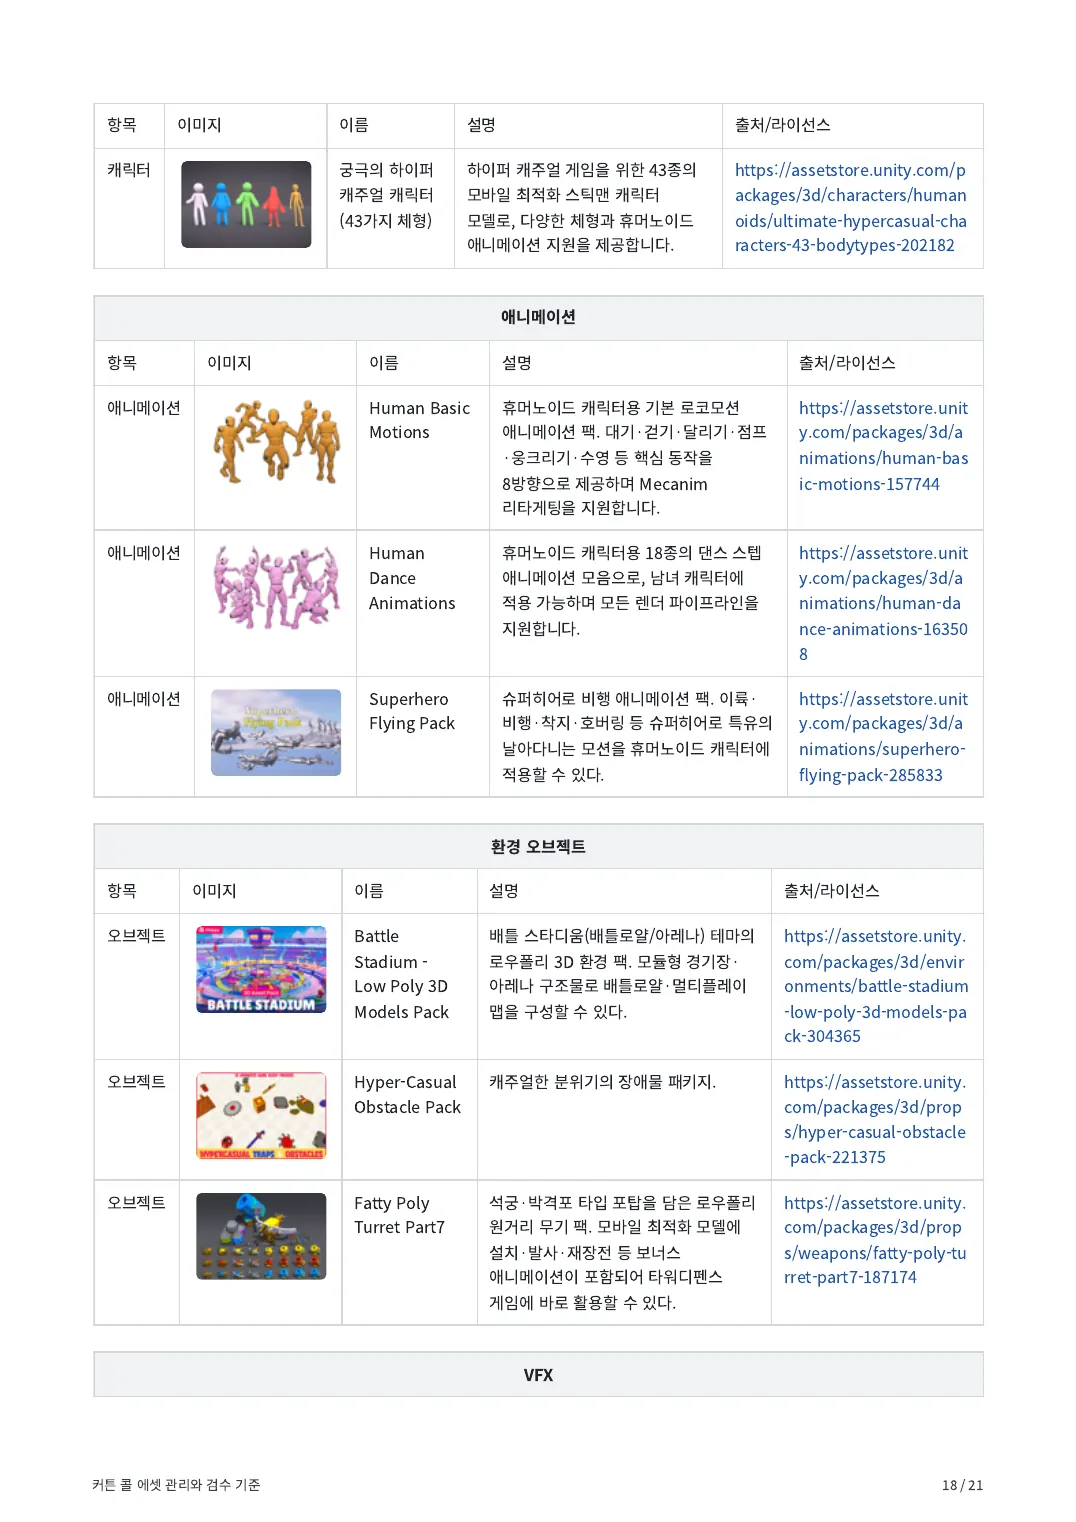 항목 이미지 이름 설명 출처/라이선스
캐릭터 궁극의 하이퍼 하이퍼 캐주얼 게임을 위한 43종의 https://assetstore.unity.com/p
캐주얼 캐릭터 모바일 최적화 스틱맨 캐릭터 ackages/3d/characters/human
(43가지 체형) 모델로, 다양한 체형과 휴머노이드 oids/ultimate-hypercasual-cha
애니메이션 지원을 제공합니다. racters-43-bodytypes-202182
애니메이션
항목 이미지 이름 설명 출처/라이선스
애니메이션 Human Basic 휴머노이드 캐릭터용 기본 로코모션 https://assetstore.unit
Motions 애니메이션 팩. 대기·걷기·달리기·점프 y.com/packages/3d/a
·웅크리기·수영 등 핵심 동작을 nimations/human-bas
8방향으로 제공하며 Mecanim ic-motions-157744
리타게팅을 지원합니다.
애니메이션 Human 휴머노이드 캐릭터용 18종의 댄스 스텝 https://assetstore.unit
Dance 애니메이션 모음으로, 남녀 캐릭터에 y.com/packages/3d/a
Animations 적용 가능하며 모든 렌더 파이프라인을 nimations/human-da
지원합니다. nce-animations-16350
8
애니메이션 Superhero 슈퍼히어로 비행 애니메이션 팩. 이륙· https://assetstore.unit
Flying Pack 비행·착지·호버링 등 슈퍼히어로 특유의 y.com/packages/3d/a
날아다니는 모션을 휴머노이드 캐릭터에 nimations/superhero-
적용할 수 있다. flying-pack-285833
Superhero
Flying Pack
환경 오브젝트
항목 이미지 이름 설명 출처/라이선스
오브젝트 Battle 배틀 스타디움(배틀로얄/아레나) 테마의 https://assetstore.unity.
Stadium - 로우폴리 3D 환경 팩. 모듈형 경기장· com/packages/3d/envir
Low Poly 3D 아레나 구조물로 배틀로얄·멀티플레이 onments/battle-stadium
Models Pack 맵을 구성할 수 있다. -low-poly-3d-models-pa
ck-304365
BATTLE STADIUM
오브젝트 Hyper-Casual 캐주얼한 분위기의 장애물 패키지. https://assetstore.unity.
Obstacle Pack com/packages/3d/prop
s/hyper-casual-obstacle
-pack-221375
HYPERCASUAL TRAPS OBSTACLES
오브젝트 Fatty Poly 석궁·박격포 타입 포탑을 담은 로우폴리 https://assetstore.unity.
Turret Part7 원거리 무기 팩. 모바일 최적화 모델에 com/packages/3d/prop
설치·발사·재장전 등 보너스 s/weapons/fatty-poly-tu
애니메이션이 포함되어 타워디펜스 rret-part7-187174
게임에 바로 활용할 수 있다.
VFX
커튼 콜 에셋 관리와 검수 기준 18 / 21